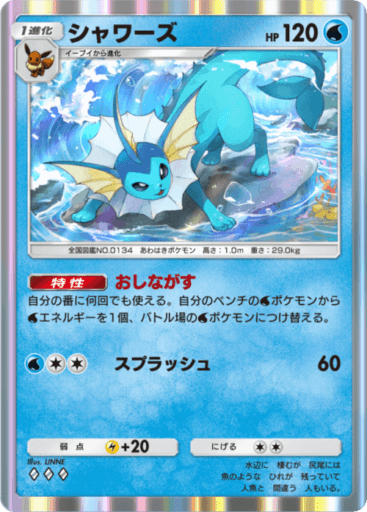 1進化 シャワーズ HP 120
イーブイから進化
全国図鑑NO.0134 あわはきポケモン 高さ：1.0m 重さ：29.0kg
特性 おしながす
自分の番に何回でも使える。自分のベンチの ポケモンから
エネルギーを1個、バトル場の ポケモンにつけ替える。
スプラッシュ 60
弱点 +20 にげる
Illus. LINNE
水辺に 棲むが 尻尾には
魚のような ひれが 残っていて
人魚と 間違う 人もいる。